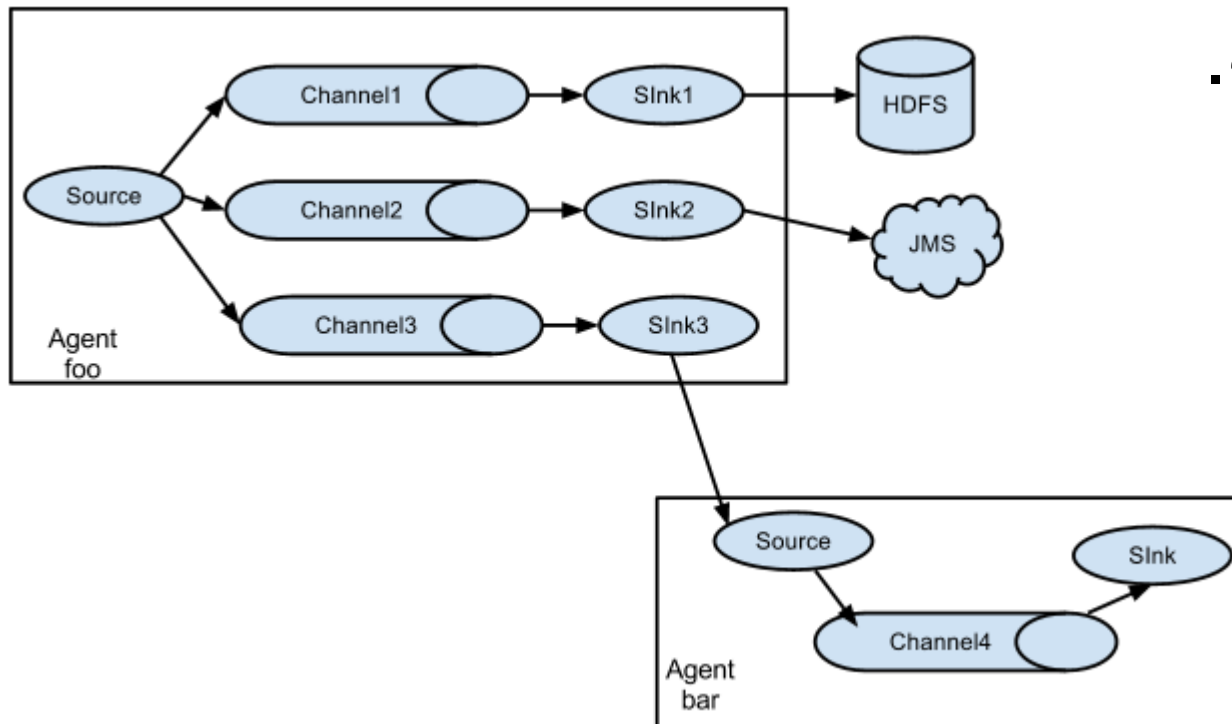 Channel1
SInk1
HDFS
Source
Channel2
SInk2
JMS
Channel3
SInk3
Agent
foo
Source
SInk
Channel4
Agent
bar